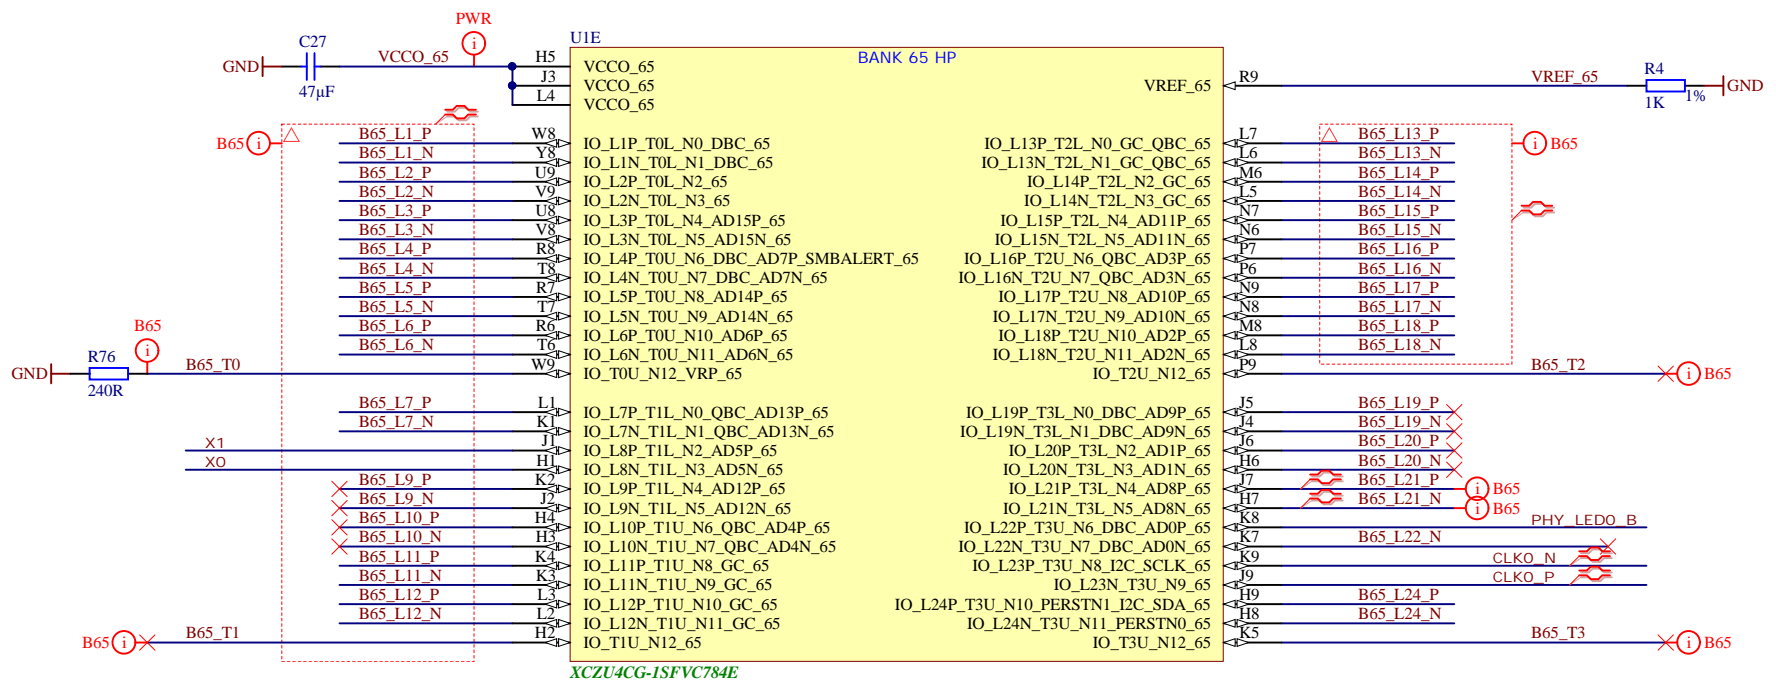 PWR
C27
GND
47µF
VCCO_65
U1E
BANK 65 HP
H5 VCCO_65
J3 VCCO_65
L4 VCCO_65
VREF_65 R9 VREF_65
R4
1K
1%
GND
B65
B65_L1_P W8 IO_L1P_T0L_N0_DBC_65
B65_L1_N Y8 IO_L1N_T0L_N1_DBC_65
B65_L2_P U9 IO_L2P_T0L_N2_65
B65_L2_N V9 IO_L2N_T0L_N3_65
B65_L3_P U8 IO_L3P_T0L_N4_AD15P_65
B65_L3_N V8 IO_L3N_T0L_N5_AD15N_65
B65_L4_P R8 IO_L4P_T0U_N6_DBC_AD7P_SMBALERT_65
B65_L4_N T8 IO_L4N_T0U_N7_DBC_AD7N_65
B65_L5_P R7 IO_L5P_T0U_N8_AD14P_65
B65_L5_N T7 IO_L5N_T0U_N9_AD14N_65
B65_L6_P R6 IO_L6P_T0U_N10_AD6P_65
B65_L6_N T6 IO_L6N_T0U_N11_AD6N_65
B65
GND
R76
240R
B65_T0 W9 IO_T0U_N12_VRP_65
B65_L7_P L1 IO_L7P_T1L_N0_QBC_AD13P_65
B65_L7_N K1 IO_L7N_T1L_N1_QBC_AD13N_65
X1 J1 IO_L8P_T1L_N2_AD5P_65
X0 H1 IO_L8N_T1L_N3_AD5N_65
B65_L9_P K2 IO_L9P_T1L_N4_AD12P_65
B65_L9_N J2 IO_L9N_T1L_N5_AD12N_65
B65_L10_P H4 IO_L10P_T1U_N6_QBC_AD4P_65
B65_L10_N H3 IO_L10N_T1U_N7_QBC_AD4N_65
B65_L11_P K4 IO_L11P_T1U_N8_GC_65
B65_L11_N K3 IO_L11N_T1U_N9_GC_65
B65_L12_P L3 IO_L12P_T1U_N10_GC_65
B65_L12_N L2 IO_L12N_T1U_N11_GC_65
B65 B65_T1 H2 IO_T1U_N12_65
IO_L13P_T2L_N0_GC_QBC_65 L7 B65_L13_P B65
IO_L13N_T2L_N1_GC_QBC_65 L6 B65_L13_N
IO_L14P_T2L_N2_GC_65 M6 B65_L14_P
IO_L14N_T2L_N3_GC_65 L5 B65_L14_N
IO_L15P_T2L_N4_AD11P_65 N7 B65_L15_P
IO_L15N_T2L_N5_AD11N_65 N6 B65_L15_N
IO_L16P_T2U_N6_QBC_AD3P_65 P7 B65_L16_P
IO_L16N_T2U_N7_QBC_AD3N_65 P6 B65_L16_N
IO_L17P_T2U_N8_AD10P_65 N9 B65_L17_P
IO_L17N_T2U_N9_AD10N_65 N8 B65_L17_N
IO_L18P_T2U_N10_AD2P_65 M8 B65_L18_P
IO_L18N_T2U_N11_AD2N_65 L8 B65_L18_N
IO_T2U_N12_65 P9 B65_T2 B65
IO_L19P_T3L_N0_DBC_AD9P_65 J5 B65_L19_P
IO_L19N_T3L_N1_DBC_AD9N_65 J4 B65_L19_N
IO_L20P_T3L_N2_AD1P_65 J6 B65_L20_P
IO_L20N_T3L_N3_AD1N_65 H6 B65_L20_N
IO_L21P_T3L_N4_AD8P_65 J7 B65_L21_P B65
IO_L21N_T3L_N5_AD8N_65 H7 B65_L21_N B65
IO_L22P_T3U_N6_DBC_AD0P_65 K8 PHY_LED0_B
IO_L22N_T3U_N7_DBC_AD0N_65 K7 B65_L22_N
IO_L23P_T3U_N8_I2C_SCLK_65 K9 CLK0_N
IO_L23N_T3U_N9_65 J9 CLK0_P
IO_L24P_T3U_N10_PERSTN1_I2C_SDA_65 H9 B65_L24_P
IO_L24N_T3U_N11_PERSTN0_65 H8 B65_L24_N
IO_T3U_N12_65 K5 B65_T3 B65
XCZU4CG-1SFVC784E